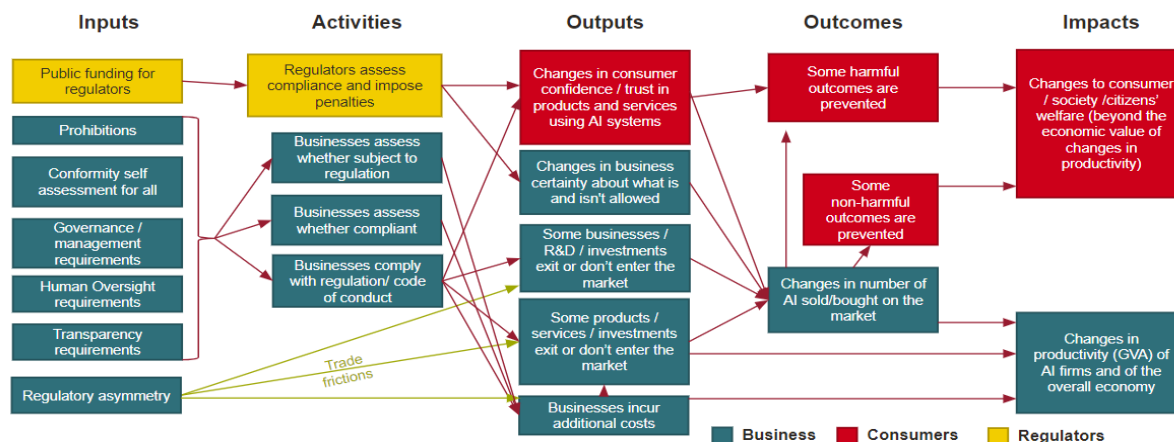 Inputs
Activities
Outputs
Outcomes
Impacts
Public funding for
regulators
Prohibitions
Conformity self
assessment for all
Governance /
management
requirements
Human Oversight
requirements
Transparency
requirements
Regulatory asymmetry
Regulators assess
compliance and impose
penalties
Businesses assess
whether subject to
regulation
Businesses assess
whether compliant
Businesses comply
with regulation/ code
of conduct
Trade
frictions
Changes in consumer
confidence / trust in
products and services
using AI systems
Changes in business
certainty about what is
and isn't allowed
Some businesses /
R&D / investments
exit or don't enter the
market
Some products /
services / investments
exit or don't enter the
market
Businesses incur
additional costs
Some harmful
outcomes are
prevented
Some
non-harmful
outcomes are
prevented
Changes in number of
AI sold/bought on the
market
Changes to consumer
/ society /citizens'
welfare (beyond the
economic value of
changes in
productivity)
Changes in
productivity (GVA) of
AI firms and of the
overall economy
Business
Consumers
Regulators